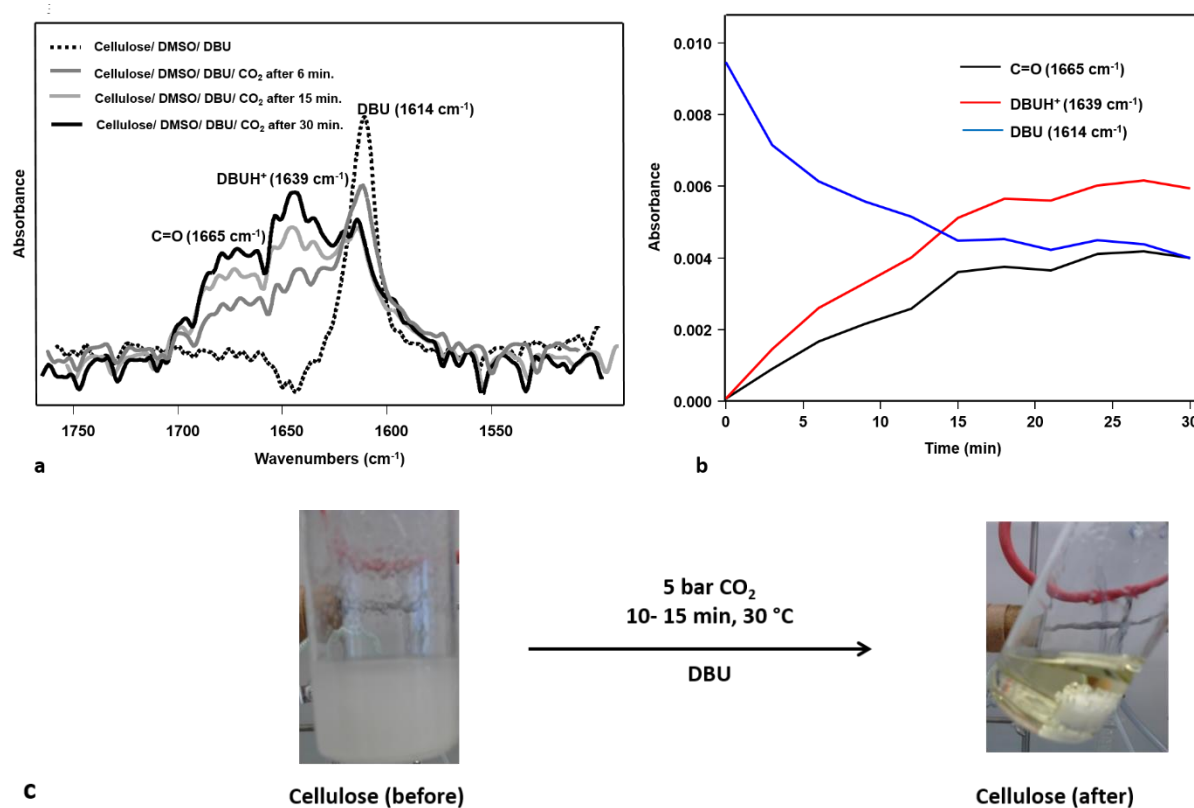 Cellulose/ DMSO/ DBU
Cellulose/ DMSO/ DBU/ CO₂ after 6 min.
Cellulose/ DMSO/ DBU/ CO₂ after 15 min.
Cellulose/ DMSO/ DBU/ CO₂ after 30 min.
DBU (1614 cm⁻¹)
DBUH⁺ (1639 cm⁻¹)
C=O (1665 cm⁻¹)
Absorbance
1750
1700
1650
1600
1550
Wavenumbers (cm⁻¹)
a
0.010
0.008
0.006
0.004
0.002
0.000
Absorbance
C=O (1665 cm⁻¹)
DBUH⁺ (1639 cm⁻¹)
DBU (1614 cm⁻¹)
0
5
10
15
20
25
30
Time (min)
b
5 bar CO₂
10- 15 min, 30 °C
DBU
c
Cellulose (before)
Cellulose (after)